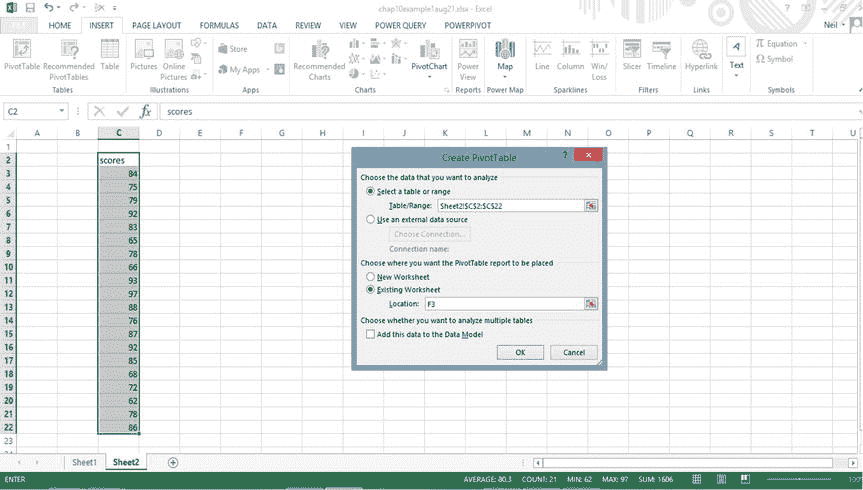 chap10example1aug21.xlsx - Excel
HOME INSERT PAGE LAYOUT FORMULAS DATA REVIEW VIEW POWER QUERY POWERPIVOT Neil
PivotTable Recommended PivotTables Table Pictures Online Pictures Store My Apps Recommended Charts PivotChart Power View Map Line Column Win/Loss Slicer Timeline Hyperlink Text Equation Symbol
Tables Illustrations Apps Charts Reports Power Map Sparklines Filters Links Symbols
C2 fx scores
A B C D E F G H I J K L M N O P Q R S T U
1
2 scores
3 84
4 75
5 79
6 92
7 83
8 65
9 78
10 66
11 93
12 97
13 88
14 76
15 87
16 92
17 85
18 68
19 72
20 62
21 78
22 86
23
Create PivotTable ?
Choose the data that you want to analyze
Select a table or range
Table/Range: Sheet2!$C$2:$C$22
Use an external data source
Choose Connection...
Connection name:
Choose where you want the PivotTable report to be placed
New Worksheet
Existing Worksheet
Location: F3
Choose whether you want to analyze multiple tables
Add this data to the Data Model
OK Cancel
Sheet1 Sheet2
ENTER AVERAGE: 80.3 COUNT: 21 MIN: 62 MAX: 97 SUM: 1606